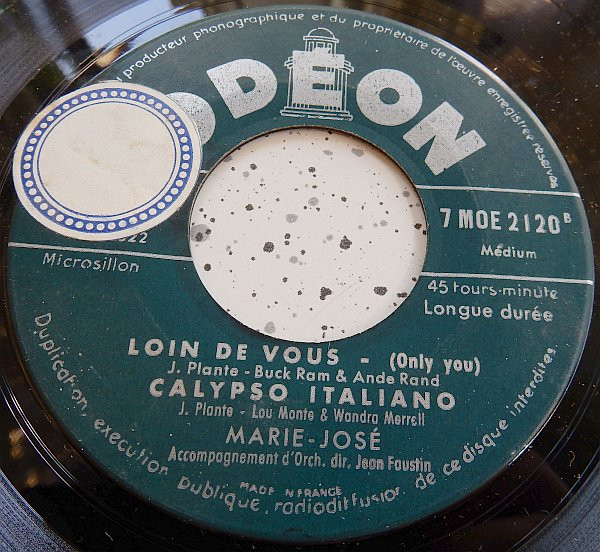 producteur phonographique et du propriétaire de l'œuvre enregistrée réservés
ODEON
7 MOE 2120 B
Médium
Microsillon
45 tours-minute
Longue durée
LOIN DE VOUS - (Only you)
J. Plante - Buck Ram & Ande Rand
CALYPSO ITALIANO
J. Plante - Lou Monte & Wandra Merrell
MARIE-JOSÉ
Accompagnement d'Orch. dir. Jean Faustin
MADE IN FRANCE
Duplication, exécution publique, radiodiffusion de ce disque interdites